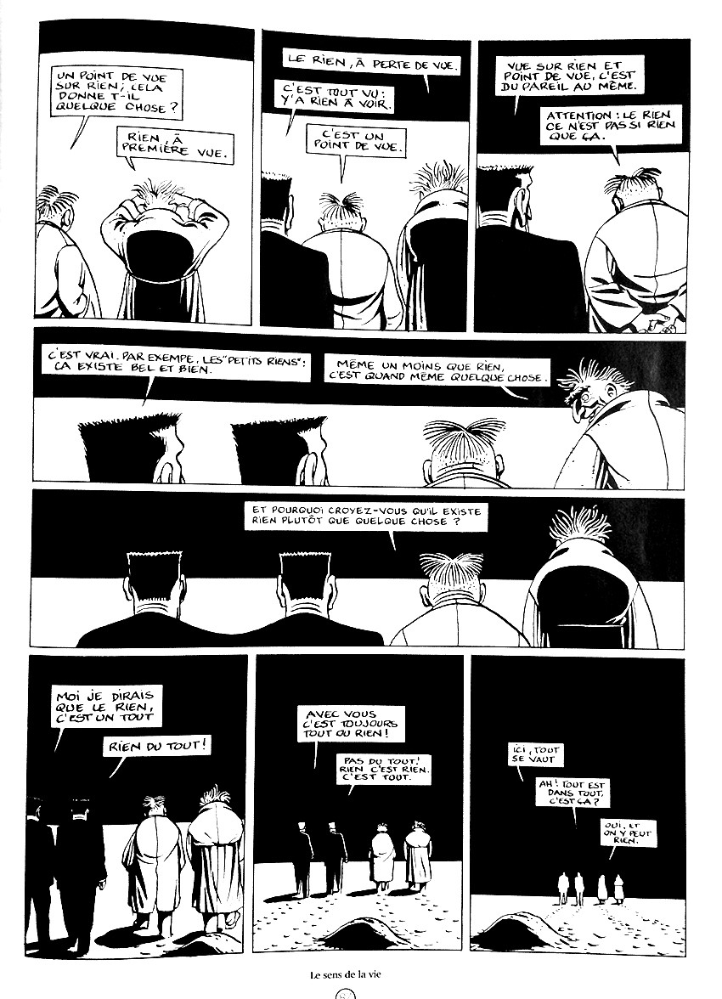 UN POINT DE VUE
SUR RIEN; CELA
DONNE T-IL
QUELQUE CHOSE ?
RIEN, À
PREMIÈRE VUE.
LE RIEN, À PERTE DE VUE.
C'EST TOUT VU:
Y'A RIEN À VOIR.
C'EST UN
POINT DE VUE.
VUE SUR RIEN ET
POINT DE VUE, C'EST
DU PAREIL AU MÊME.
ATTENTION : LE RIEN
CE N'EST PAS SI RIEN
QUE ÇA.
C'EST VRAI. PAR EXEMPLE, LES "PETITS RIENS":
ÇA EXISTE BEL ET BIEN.
MÊME UN MOINS QUE RIEN,
C'EST QUAND MÊME QUELQUE CHOSE.
ET POURQUOI CROYEZ-VOUS QU'IL EXISTE
RIEN PLUTÔT QUE QUELQUE CHOSE ?
MOI JE DIRAIS
QUE LE RIEN,
C'EST UN TOUT
RIEN DU TOUT!
AVEC VOUS
C'EST TOUJOURS
TOUT OU RIEN!
PAS DU TOUT!
RIEN C'EST RIEN.
C'EST TOUT.
ICI, TOUT
SE VAUT
AH! TOUT EST
DANS TOUT,
C'EST ÇA?
OUI, ET
ON Y PEUT
RIEN.
Le sens de la vie